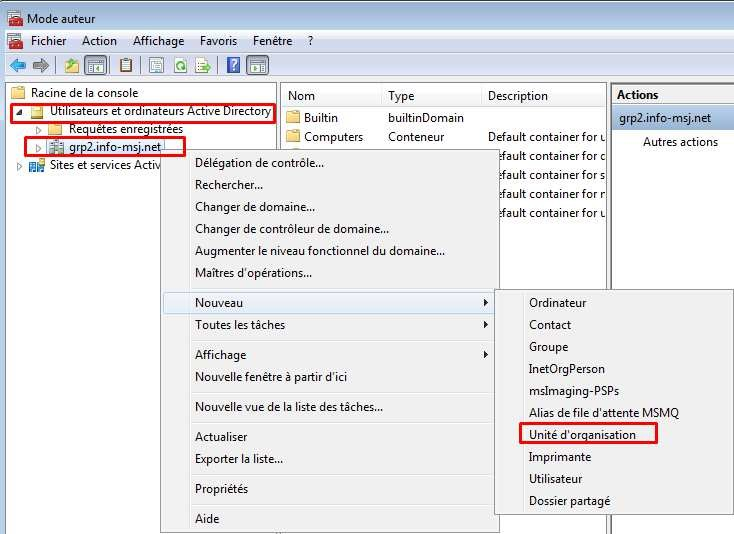 Mode auteur
Fichier Action Affichage Favoris Fenêtre ?
Racine de la console
Utilisateurs et ordinateurs Active Directory
Requêtes enregistrées
grp2.info-msj.net
Sites et services Activ
Nom Type Description
Builtin builtinDomain
Computers Conteneur Default container for u
efault container for d
efault container for s
efault container for m
efault container for u
Actions
grp2.info-msj.net
Autres actions
Délégation de contrôle...
Rechercher...
Changer de domaine...
Changer de contrôleur de domaine...
Augmenter le niveau fonctionnel du domaine...
Maîtres d'opérations...
Nouveau
Toutes les tâches
Affichage
Nouvelle fenêtre à partir d'ici
Nouvelle vue de la liste des tâches...
Actualiser
Exporter la liste...
Propriétés
Aide
Ordinateur
Contact
Groupe
InetOrgPerson
msImaging-PSPs
Alias de file d'attente MSMQ
Unité d'organisation
Imprimante
Utilisateur
Dossier partagé